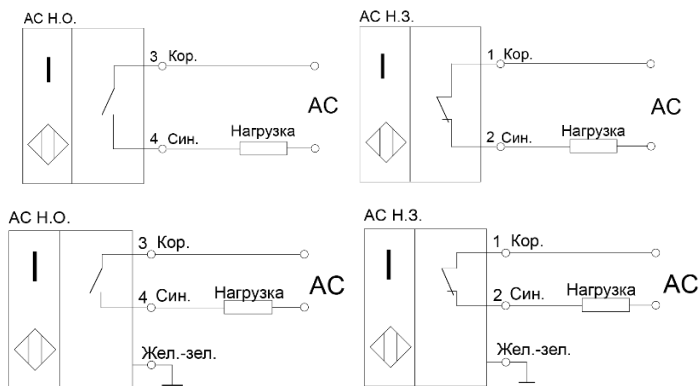 АС Н.О.
3 Кор.
4 Син.
Нагрузка
АС
АС Н.З.
1 Кор.
2 Син.
Нагрузка
АС
АС Н.О.
3 Кор.
4 Син.
Нагрузка
АС
Жел.-зел.
АС Н.З.
1 Кор.
2 Син.
Нагрузка
АС
Жел.-зел.